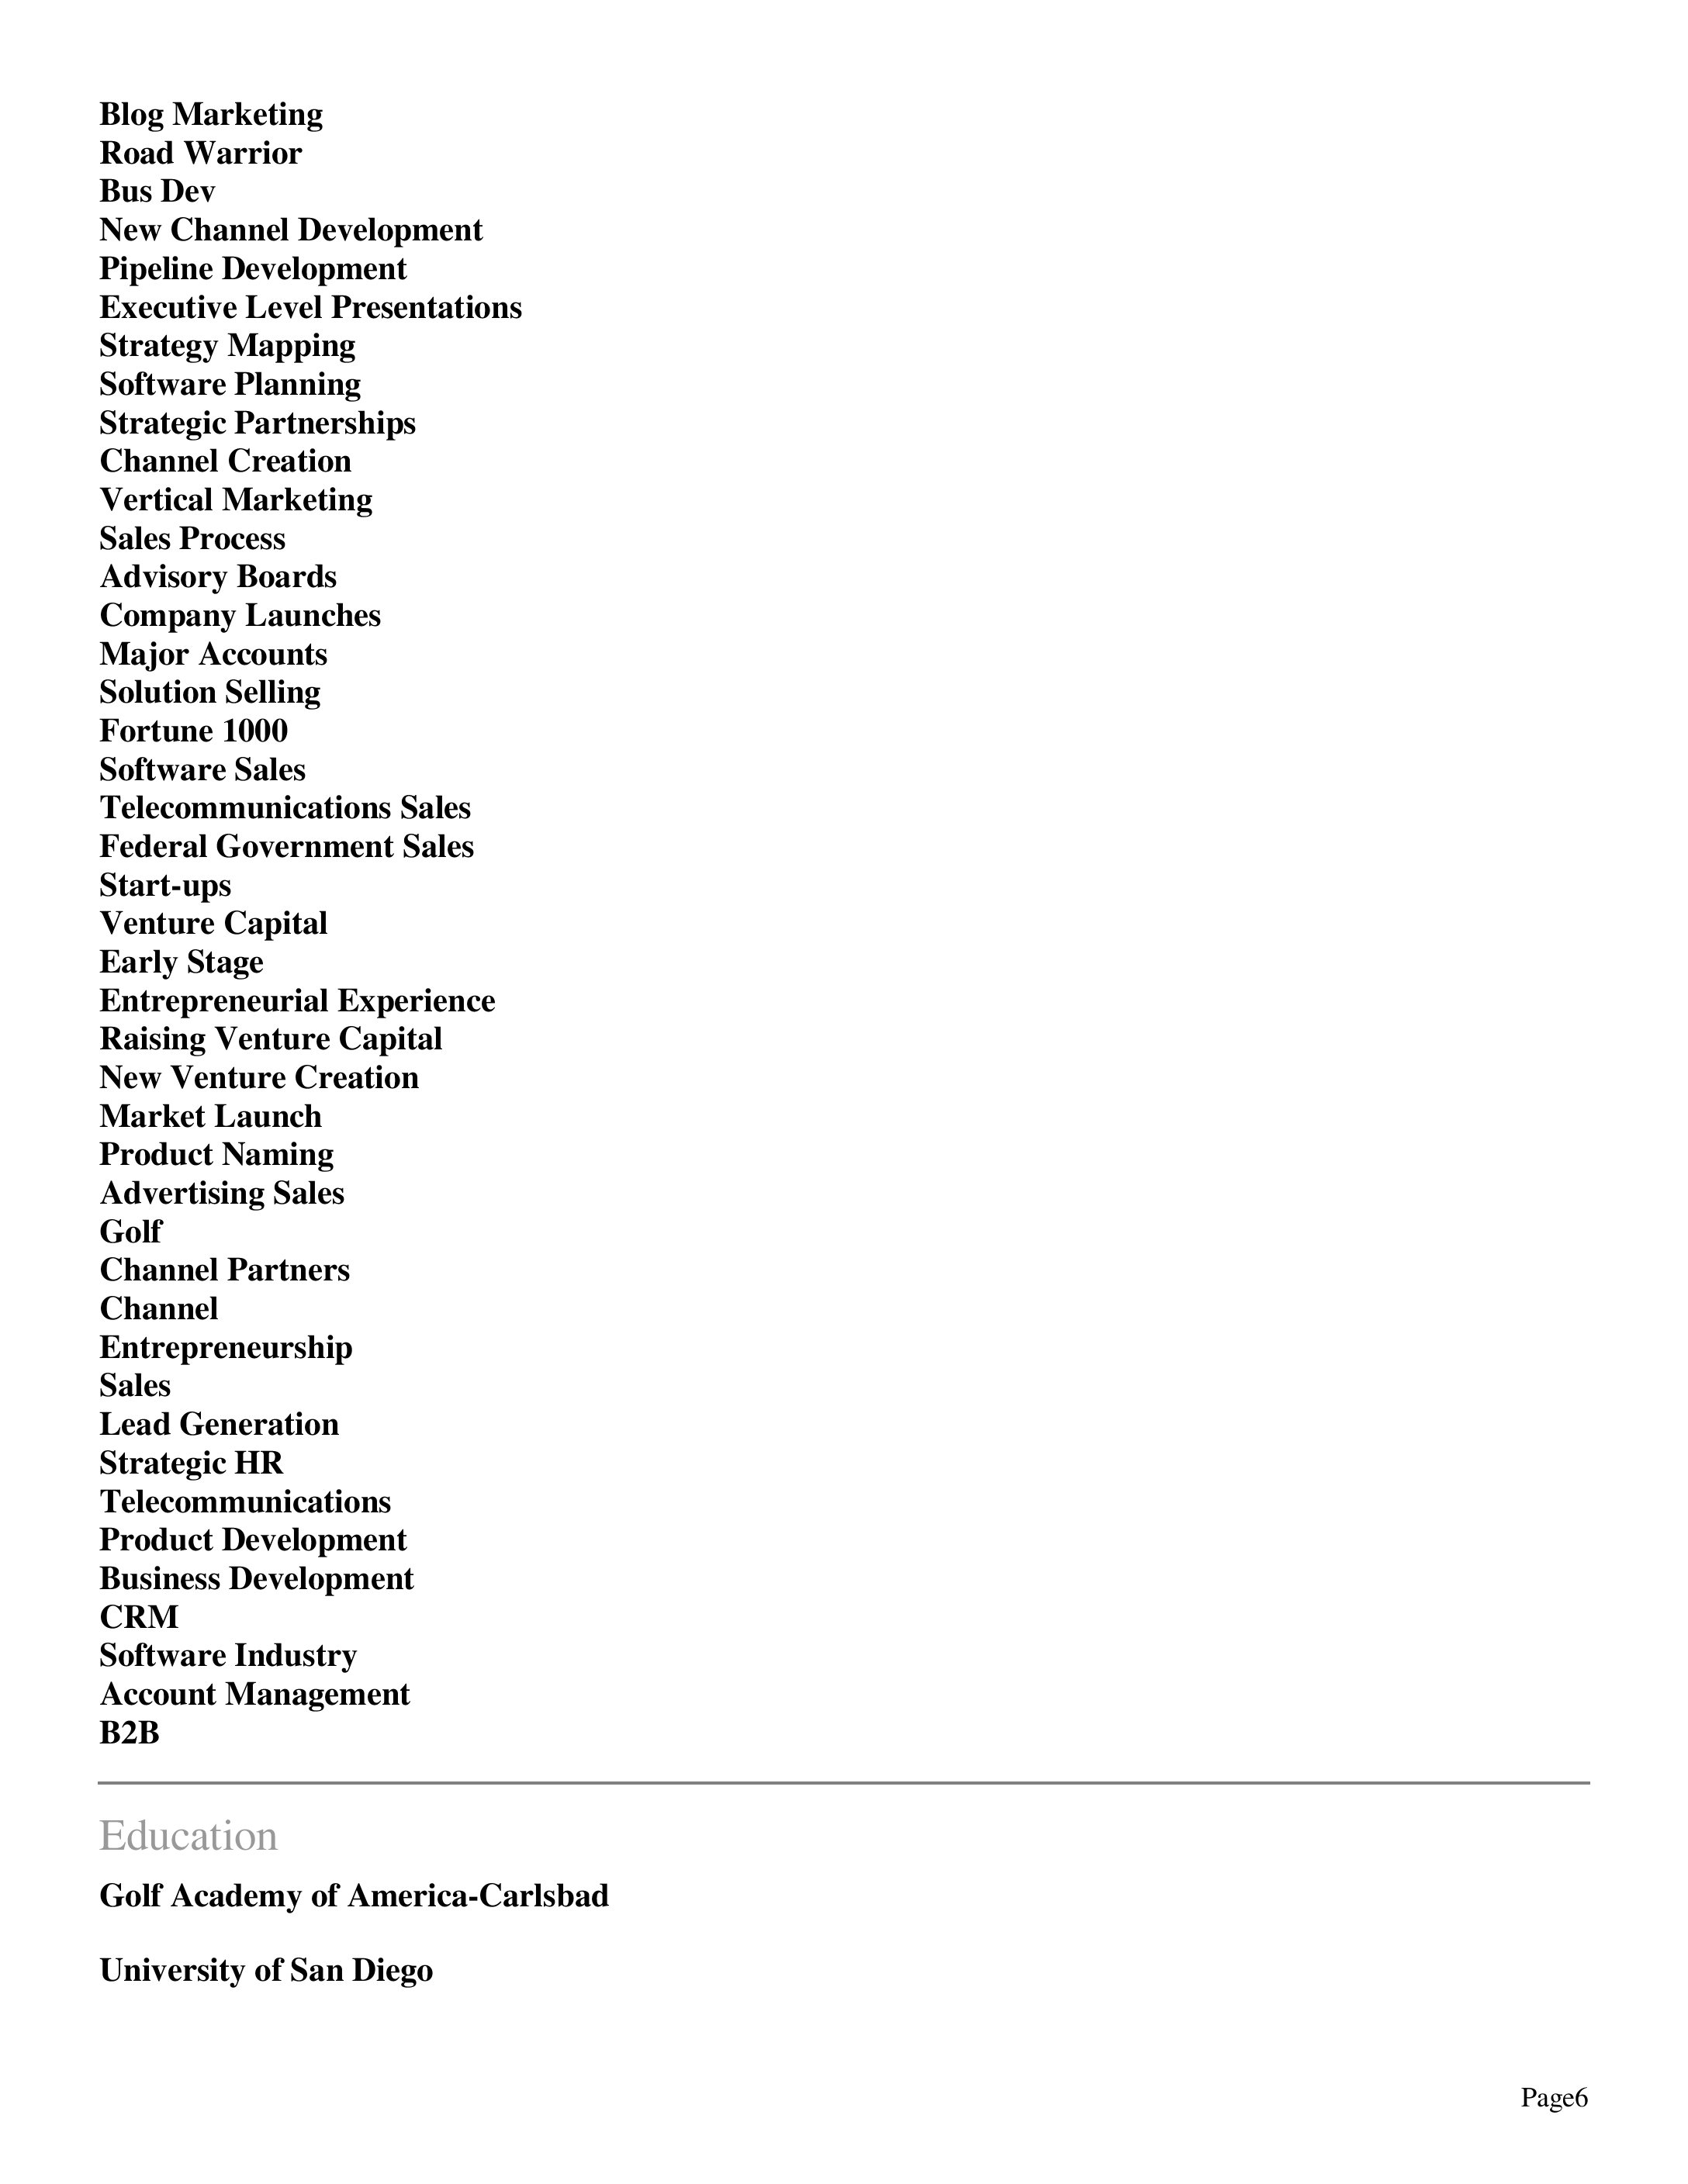 Blog Marketing
Road Warrior
Bus Dev
New Channel Development
Pipeline Development
Executive Level Presentations
Strategy Mapping
Software Planning
Strategic Partnerships
Channel Creation
Vertical Marketing
Sales Process
Advisory Boards
Company Launches
Major Accounts
Solution Selling
Fortune 1000
Software Sales
Telecommunications Sales
Federal Government Sales
Start-ups
Venture Capital
Early Stage
Entrepreneurial Experience
Raising Venture Capital
New Venture Creation
Market Launch
Product Naming
Advertising Sales
Golf
Channel Partners
Channel
Entrepreneurship
Sales
Lead Generation
Strategic HR
Telecommunications
Product Development
Business Development
CRM
Software Industry
Account Management
B2B
Education
Golf Academy of America-Carlsbad
University of San Diego
Page6